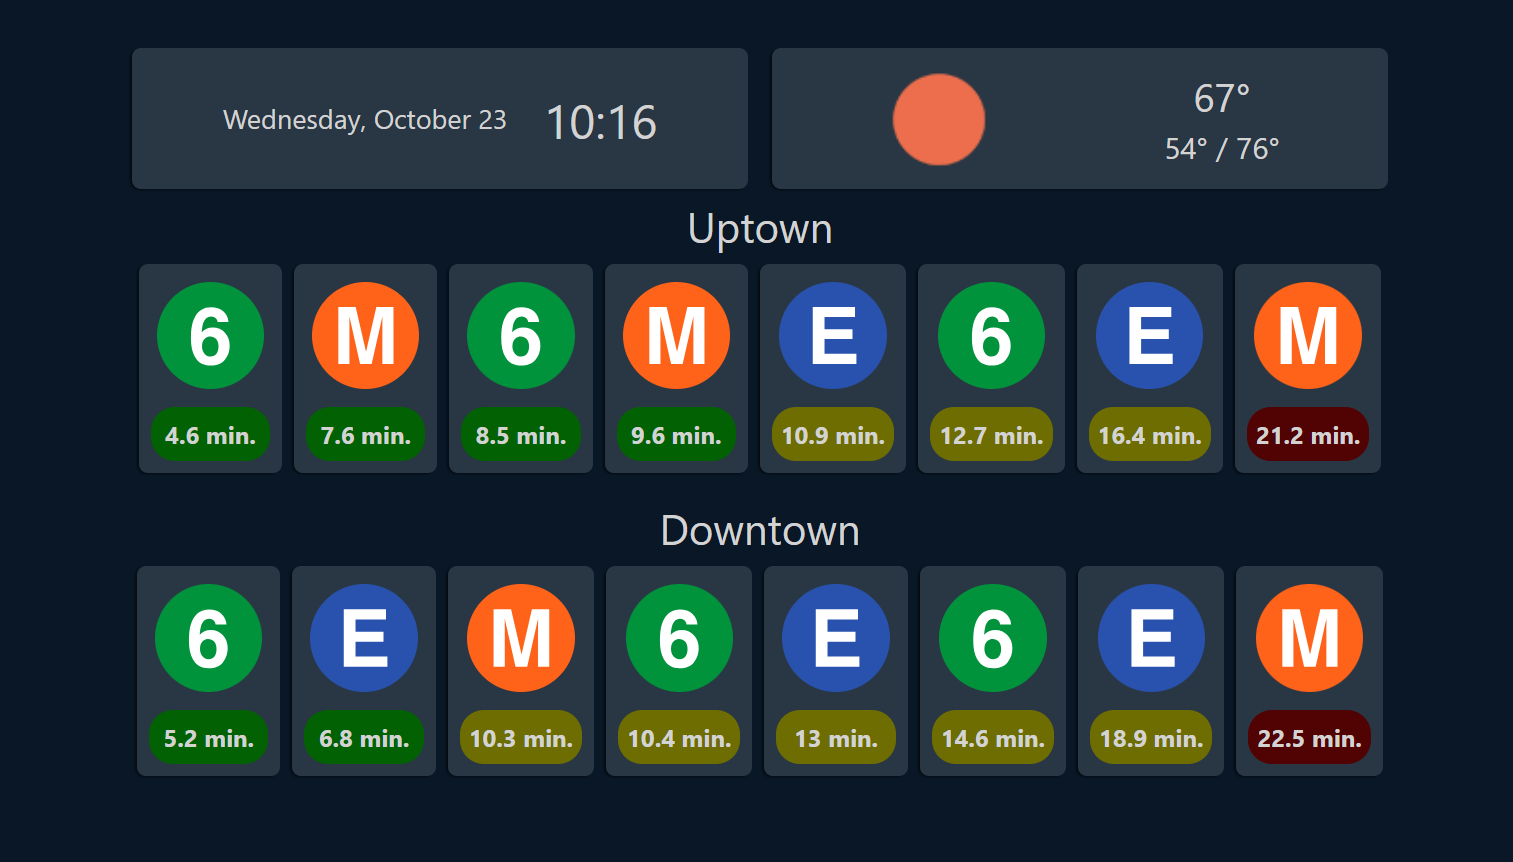 Wednesday, October 23 10:16
67°
54° / 76°
Uptown
6 M 6 M E 6 E M
4.6 min. 7.6 min. 8.5 min. 9.6 min. 10.9 min. 12.7 min. 16.4 min. 21.2 min.
Downtown
6 E M 6 E 6 E M
5.2 min. 6.8 min. 10.3 min. 10.4 min. 13 min. 14.6 min. 18.9 min. 22.5 min.